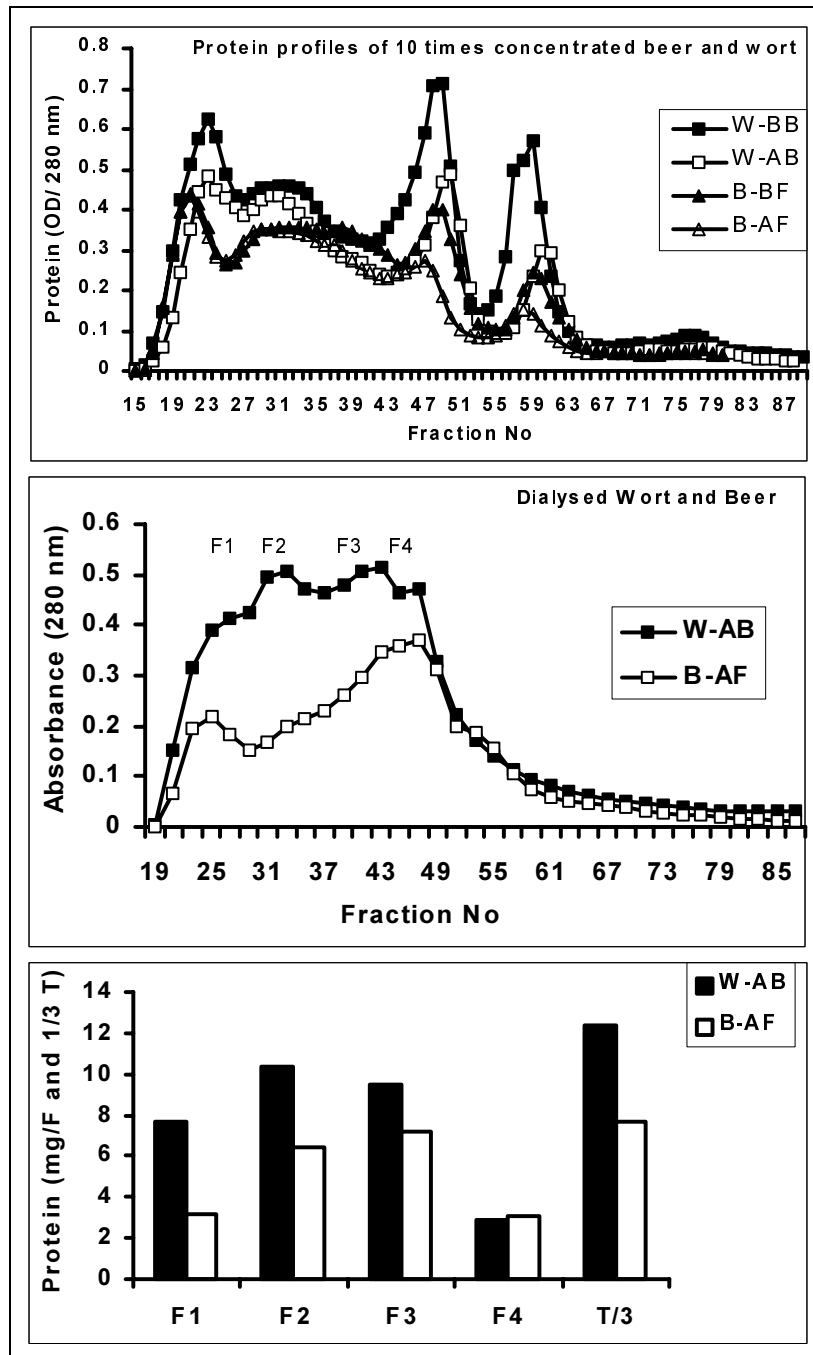 Protein profiles of 10 times concentrated beer and wort
Protein (OD/ 280 nm)
0.8
0.7
0.6
0.5
0.4
0.3
0.2
0.1
0
W-BB
W-AB
B-BF
B-AF
15 19 23 27 31 35 39 43 47 51 55 59 63 67 71 75 79 83 87
Fraction No
Dialysed Wort and Beer
Absorbance (280 nm)
0.6
0.5
0.4
0.3
0.2
0.1
0
F1 F2 F3 F4
W-AB
B-AF
19 25 31 37 43 49 55 61 67 73 79 85
Fraction No
Protein (mg/F and 1/3 T)
14
12
10
8
6
4
2
0
W-AB
B-AF
F1 F2 F3 F4 T/3